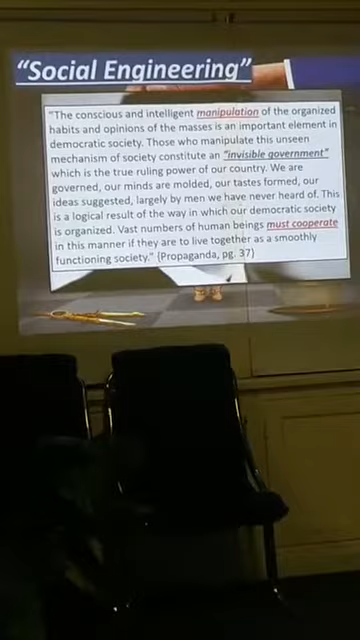 “Social Engineering”
“The conscious and intelligent manipulation of the organized
habits and opinions of the masses is an important element in
democratic society. Those who manipulate this unseen
mechanism of society constitute an “invisible government”
which is the true ruling power of our country. We are
governed, our minds are molded, our tastes formed, our
ideas suggested, largely by men we have never heard of. This
is a logical result of the way in which our democratic society
is organized. Vast numbers of human beings must cooperate
in this manner if they are to live together as a smoothly
functioning society.” (Propaganda, pg. 37)